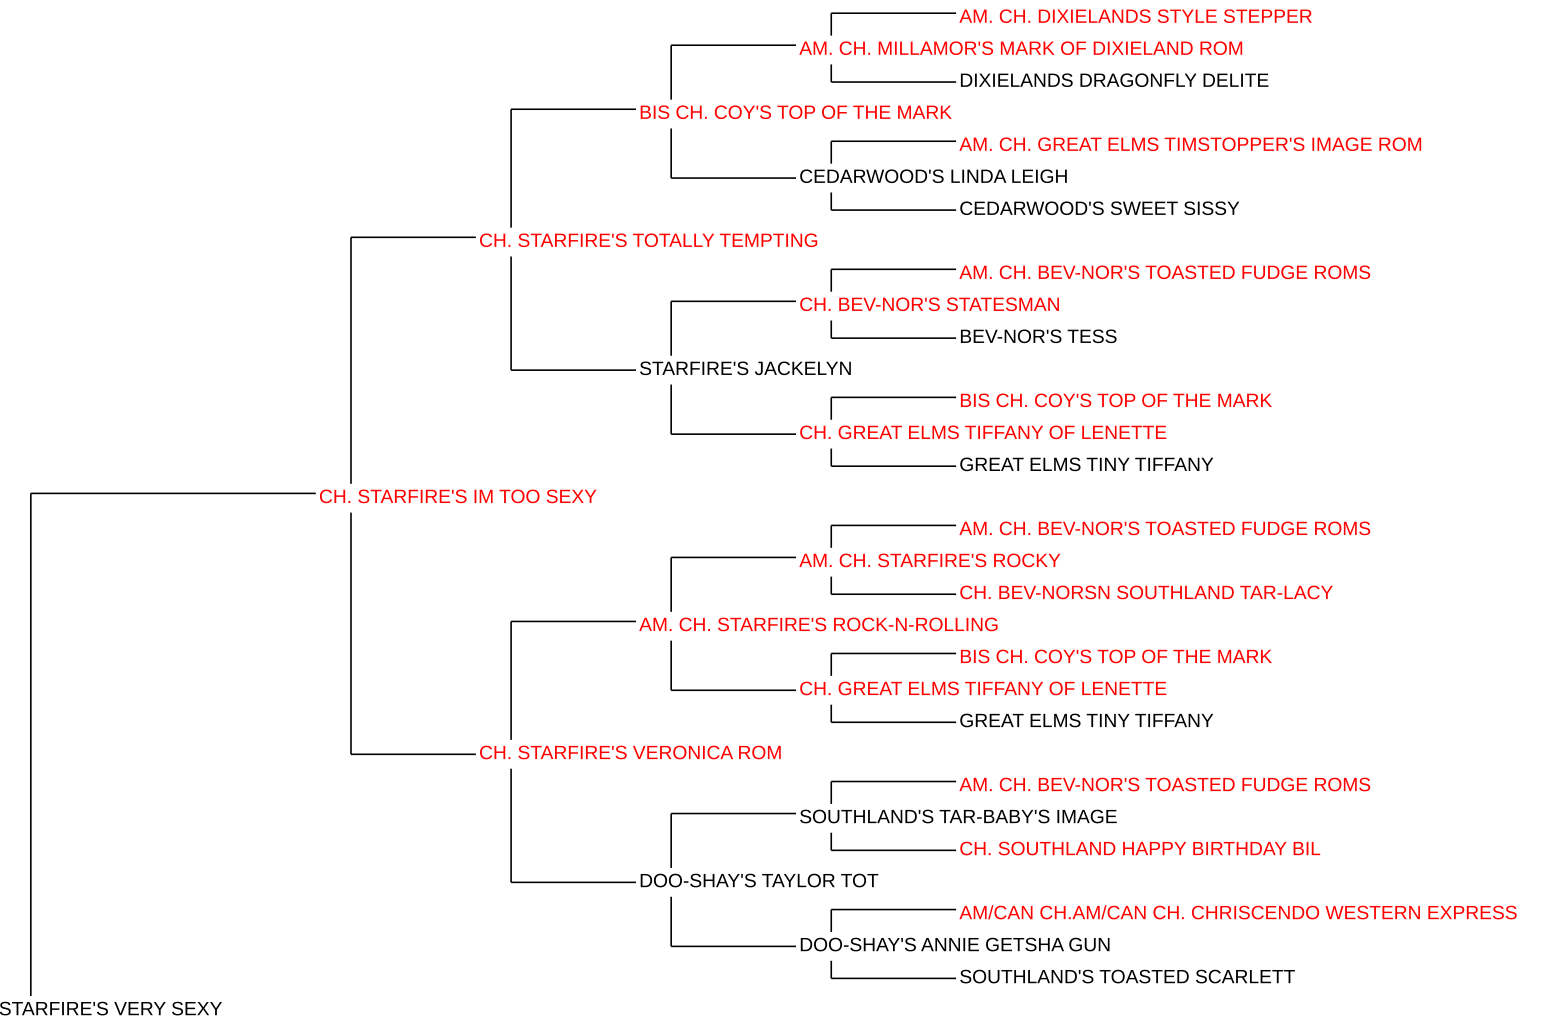 AM. CH. DIXIELANDS STYLE STEPPER
AM. CH. MILLAMOR'S MARK OF DIXIELAND ROM
DIXIELANDS DRAGONFLY DELITE
BIS CH. COY'S TOP OF THE MARK
AM. CH. GREAT ELMS TIMSTOPPER'S IMAGE ROM
CEDARWOOD'S LINDA LEIGH
CEDARWOOD'S SWEET SISSY
CH. STARFIRE'S TOTALLY TEMPTING
AM. CH. BEV-NOR'S TOASTED FUDGE ROMS
CH. BEV-NOR'S STATESMAN
BEV-NOR'S TESS
STARFIRE'S JACKELYN
BIS CH. COY'S TOP OF THE MARK
CH. GREAT ELMS TIFFANY OF LENETTE
GREAT ELMS TINY TIFFANY
CH. STARFIRE'S IM TOO SEXY
AM. CH. BEV-NOR'S TOASTED FUDGE ROMS
AM. CH. STARFIRE'S ROCKY
CH. BEV-NORSN SOUTHLAND TAR-LACY
AM. CH. STARFIRE'S ROCK-N-ROLLING
BIS CH. COY'S TOP OF THE MARK
CH. GREAT ELMS TIFFANY OF LENETTE
GREAT ELMS TINY TIFFANY
CH. STARFIRE'S VERONICA ROM
AM. CH. BEV-NOR'S TOASTED FUDGE ROMS
SOUTHLAND'S TAR-BABY'S IMAGE
CH. SOUTHLAND HAPPY BIRTHDAY BIL
DOO-SHAY'S TAYLOR TOT
AM/CAN CH.AM/CAN CH. CHRISCENDO WESTERN EXPRESS
DOO-SHAY'S ANNIE GETSHA GUN
SOUTHLAND'S TOASTED SCARLETT
STARFIRE'S VERY SEXY